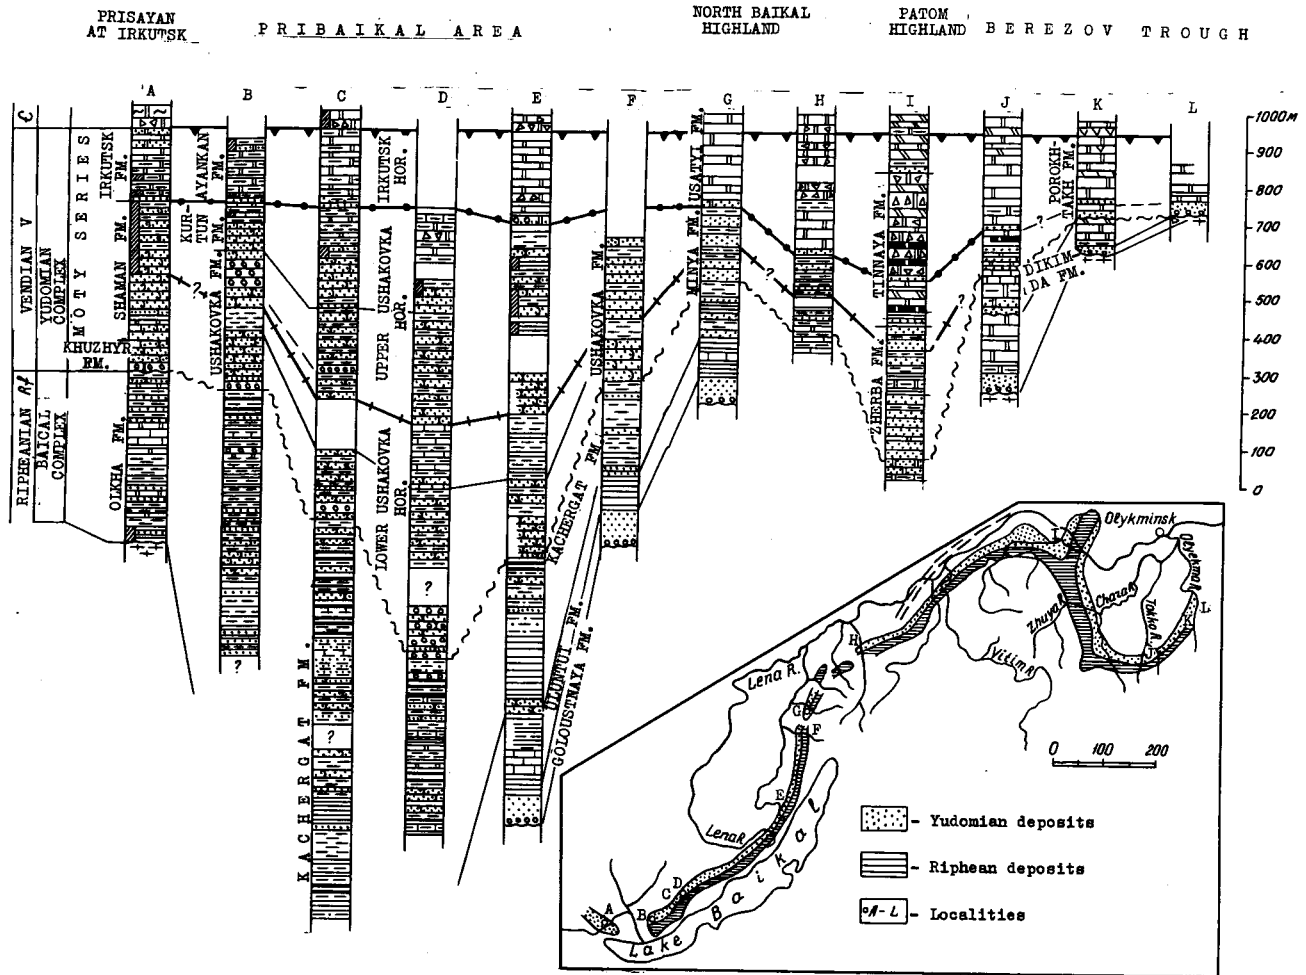 PRISAYAN
AT IRKUTSK
PRIBAIKAL AREA
NORTH BAIKAL
HIGHLAND
PATOM
HIGHLAND
BEREZOV TROUGH
A
B
C
D
E
F
G
H
I
J
K
L
Є
VENDIAN V
YUDOMIAN
COMPLEX
MOTY SERIES
RIPHEANIAN Rf
BAICAL
COMPLEX
IRKUTSK
FM.
SHAMAN FM.
KHUZHYR
FM.
OLKHA FM.
AYANKAN
FM.
KUR-
TUN
FM.
USHAKOVKA FM.
KACHERGAT FM.
IRKUTSK
HOR.
UPPER USHAKOVKA
HOR.
LOWER USHAKOVKA
HOR.
USHAKOVKA FM.
KACHERGAT FM.
ULUNTUI FM.
GOLOUSTNAYA FM.
USATYI FM.
MINYA FM.
TINNAYA FM.
ZHERBA FM.
POROKH-
TAKH FM.
DIKIM
DA FM.
?
?
?
?
?
?
?
?
1000 м
900
800
700
600
500
400
300
200
100
0
Olykminsk
Olyekma R.
Chara R.
Tokko R.
Zhuya R.
Vitim R.
Lena R.
Lena R.
Lake Baikal
A
B
C
D
E
F
G
H
I
J
K
L
0 100 200
- Yudomian deposits
- Riphean deposits
A-L - Localities